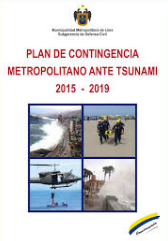 Municipalidad Metropolitana de Lima
Subgerencia de Defensa Civil
PLAN DE CONTINGENCIA
METROPOLITANO ANTE TSUNAMI
2015 - 2019